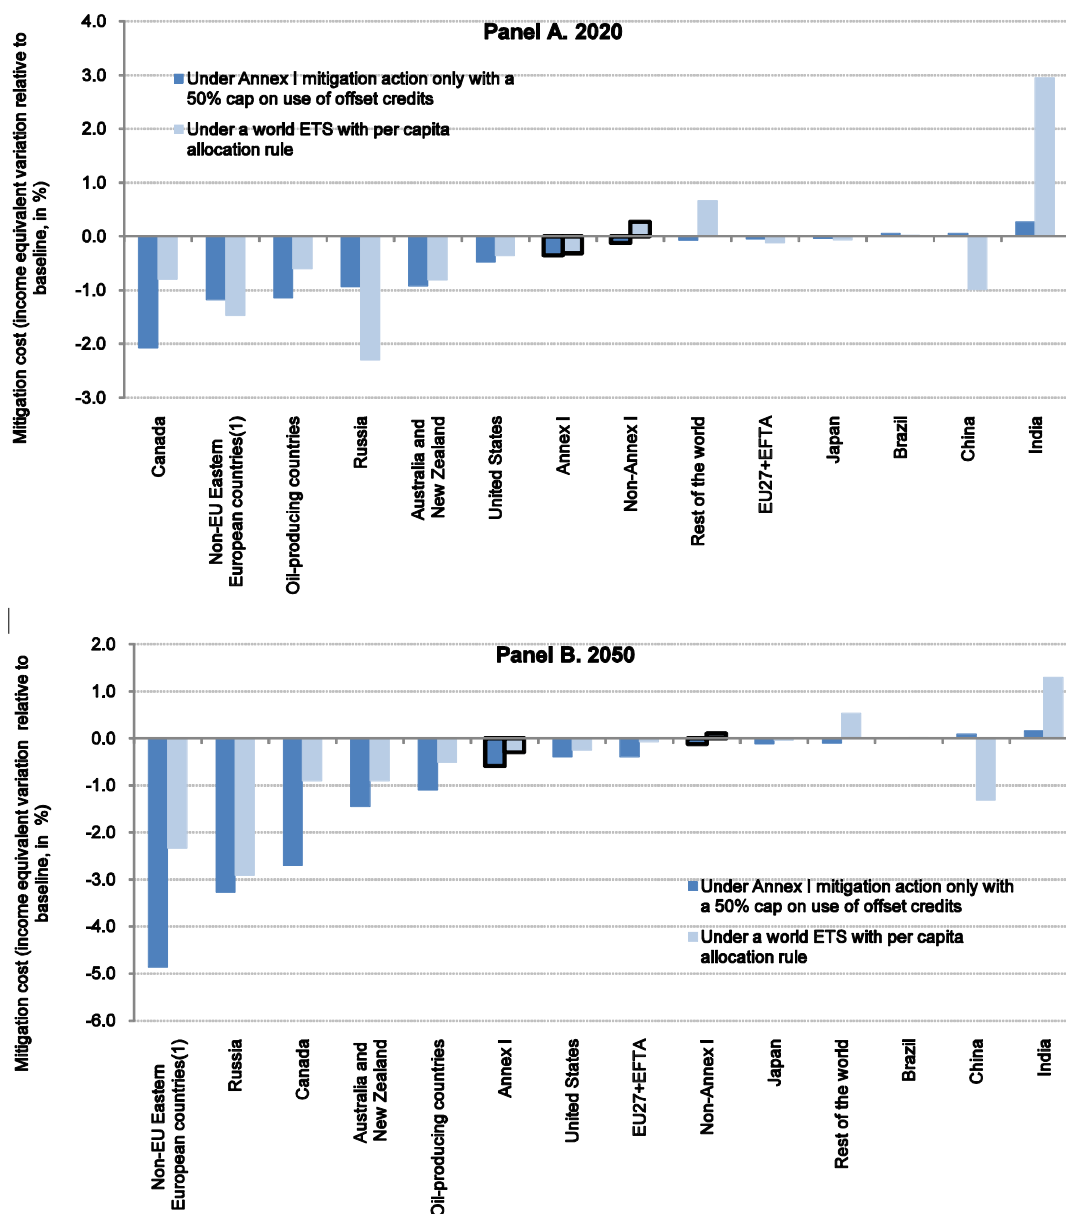 Panel A. 2020
Mitigation cost (income equivalent variation relative to
baseline, in %)
4.0
3.0
2.0
1.0
0.0
-1.0
-2.0
-3.0
Under Annex I mitigation action only with a
50% cap on use of offset credits
Under a world ETS with per capita
allocation rule
Canada
Non-EU Eastern
European countries(1)
Oil-producing countries
Russia
Australia and
New Zealand
United States
Annex I
Non-Annex I
Rest of the world
EU27+EFTA
Japan
Brazil
China
India
Panel B. 2050
Mitigation cost (income equivalent variation relative to
baseline, in %)
2.0
1.0
0.0
-1.0
-2.0
-3.0
-4.0
-5.0
-6.0
Under Annex I mitigation action only with
a 50% cap on use of offset credits
Under a world ETS with per capita
allocation rule
Non-EU Eastern
European countries(1)
Russia
Canada
Australia and
New Zealand
Oil-producing countries
Annex I
United States
EU27+EFTA
Non-Annex I
Japan
Rest of the world
Brazil
China
India